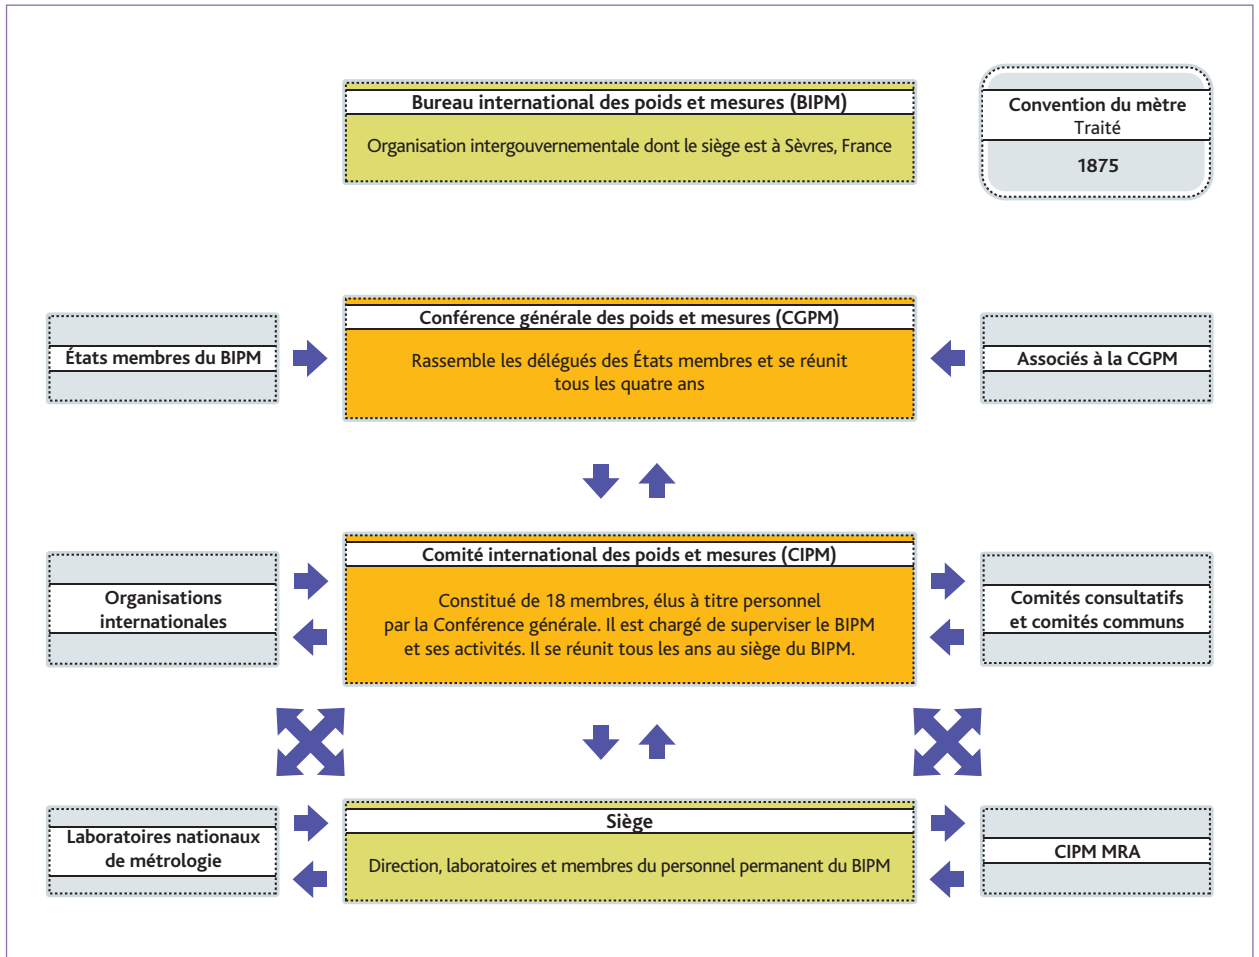 Bureau international des poids et mesures (BIPM)
Organisation intergouvernementale dont le siège est à Sèvres, France
Convention du mètre
Traité
1875
États membres du BIPM
Conférence générale des poids et mesures (CGPM)
Rassemble les délégués des États membres et se réunit
tous les quatre ans
Associés à la CGPM
Organisations
internationales
Comité international des poids et mesures (CIPM)
Constitué de 18 membres, élus à titre personnel
par la Conférence générale. Il est chargé de superviser le BIPM
et ses activités. Il se réunit tous les ans au siège du BIPM.
Comités consultatifs
et comités communs
Laboratoires nationaux
de métrologie
Siège
Direction, laboratoires et membres du personnel permanent du BIPM
CIPM MRA